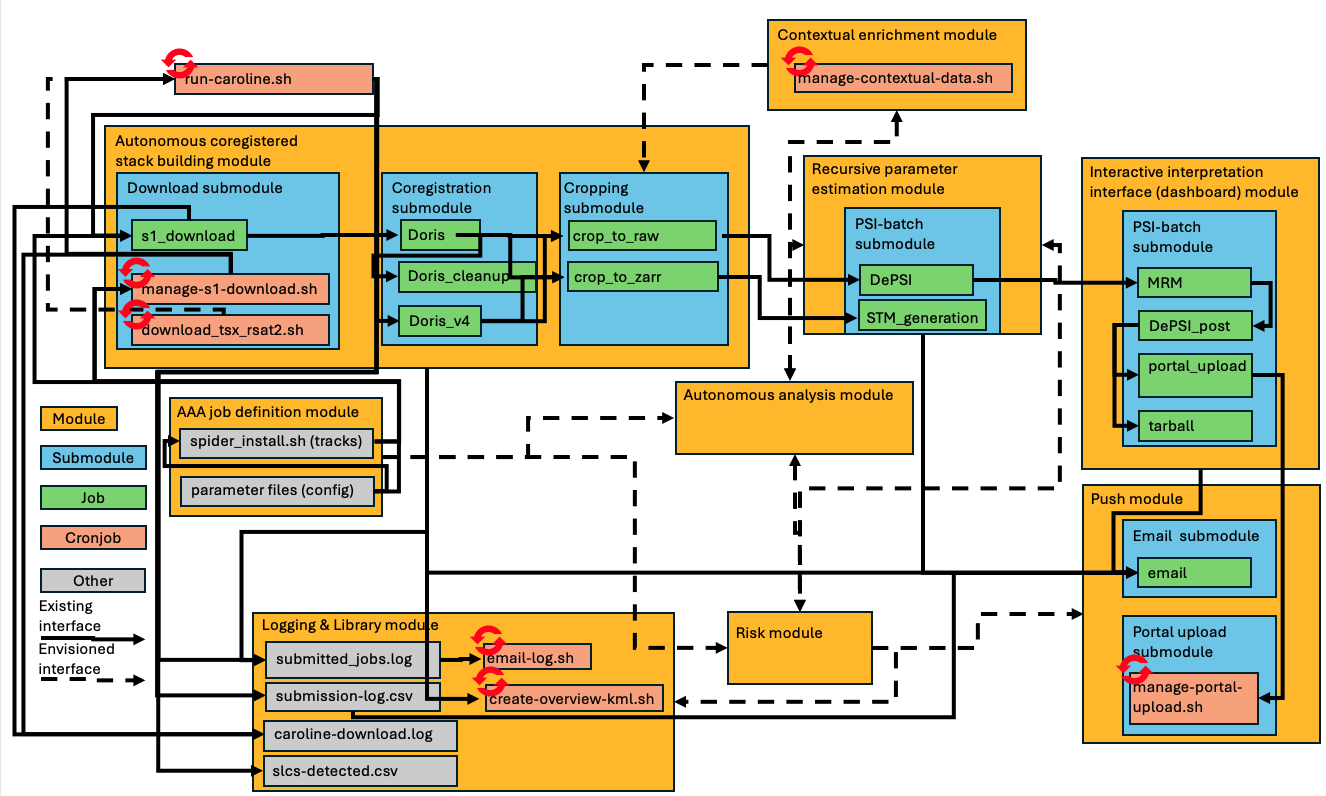 Contextual enrichment module
run-caroline.sh
manage-contextual-data.sh
Autonomous coregistered
stack building module
Download submodule
Coregistration
submodule
Cropping
submodule
s1_download
Doris
crop_to_raw
manage-s1-download.sh
Doris_cleanup
crop_to_zarr
download_tsx_rsat2.sh
Doris_v4
Recursive parameter
estimation module
PSI-batch
submodule
DePSI
STM_generation
Interactive interpretation
interface (dashboard) module
PSI-batch
submodule
MRM
DePSI_post
portal_upload
tarball
Autonomous analysis module
Module
Submodule
Job
Cronjob
Other
Existing
interface
Envisioned
interface
AAA job definition module
spider_install.sh (tracks)
parameter files (config)
Push module
Email submodule
email
Portal upload
submodule
manage-portal-
upload.sh
Logging & Library module
submitted_jobs.log
email-log.sh
submission-log.csv
create-overview-kml.sh
caroline-download.log
slcs-detected.csv
Risk module